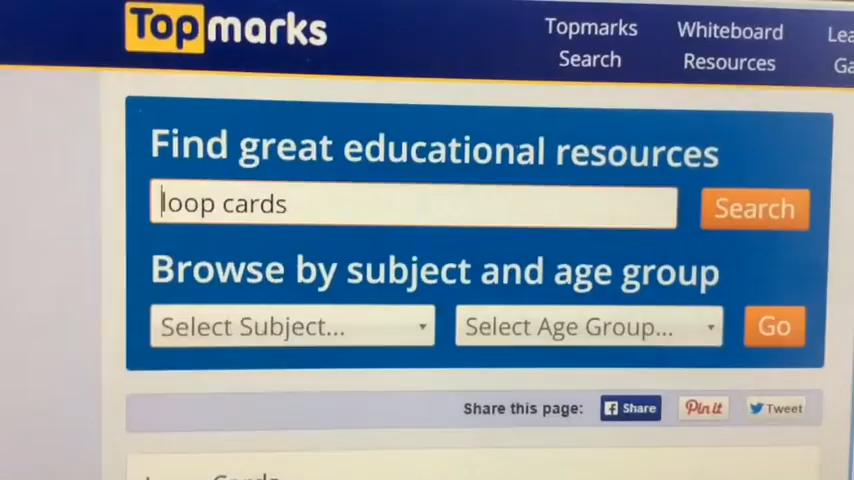 Topmarks
Topmarks Search
Whiteboard Resources
Find great educational resources
loop cards
Search
Browse by subject and age group
Select Subject...
Select Age Group...
Go
Share this page:
Share
Pin it
Tweet
Cards